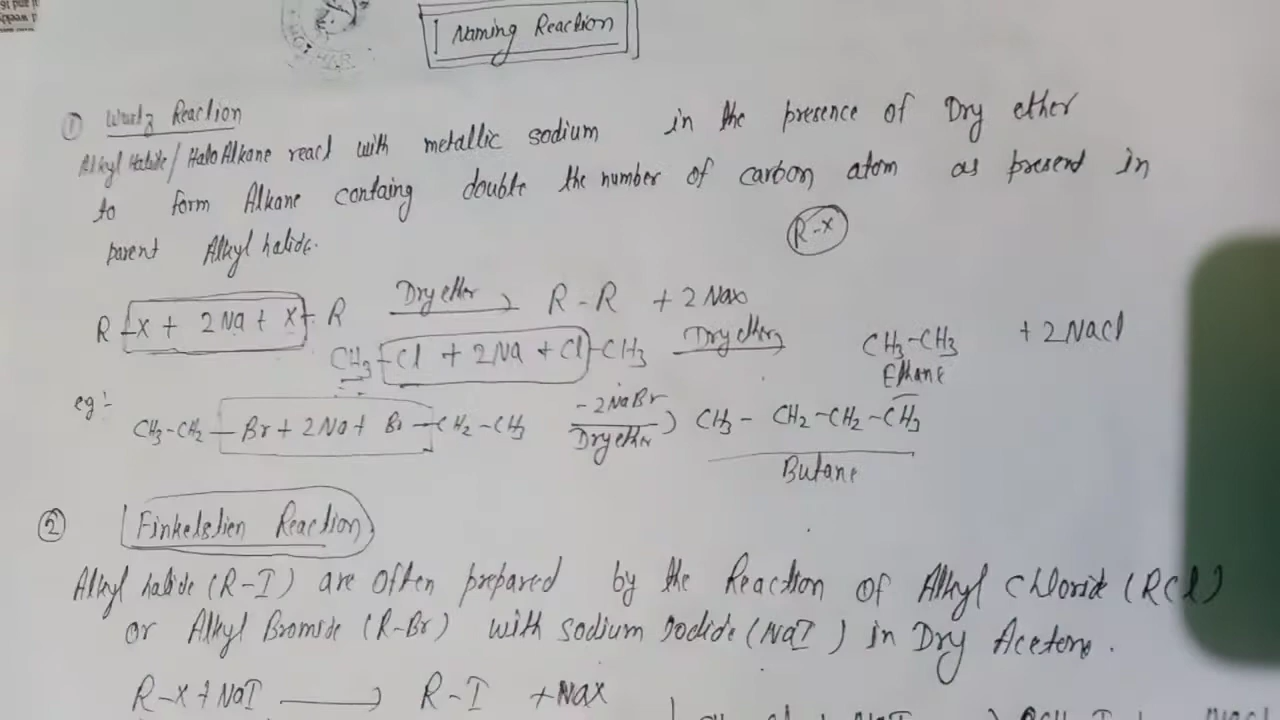 Naming Reaction
① Wurtz Reaction
Alkyl Halide/HaloAlkane react with metallic sodium in the presence of Dry ether
to form Alkane containg double the number of carbon atom as present in
parent Alkyl halide.
R-X
R-X + 2Na + X-R Dry ether → R-R + 2Nax
CH3-Cl + 2Na + Cl-CH3 Dry ether CH3-CH3 + 2NaCl
Ethane
eg:- CH3-CH2-Br + 2Na + Br-CH2-CH3 -2NaBr Dry ether → CH3-CH2-CH2-CH3
Butane
② Finkelstien Reaction
Alkyl halide (R-I) are often prepared by the Reaction of Alkyl Chloride (RCl)
or Alkyl Bromide (R-Br) with sodium Iodide (NaI) in Dry Acetone.
R-X + NaI → R-I + Nax